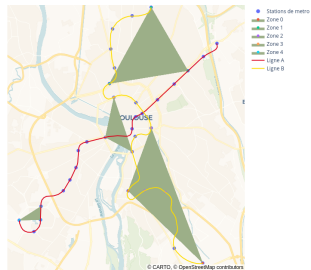 Stations de metro
Zone 0
Zone 1
Zone 2
Zone 3
Zone 4
Ligne A
Ligne B
OULOUSE
© CARTO, © OpenStreetMap contributors